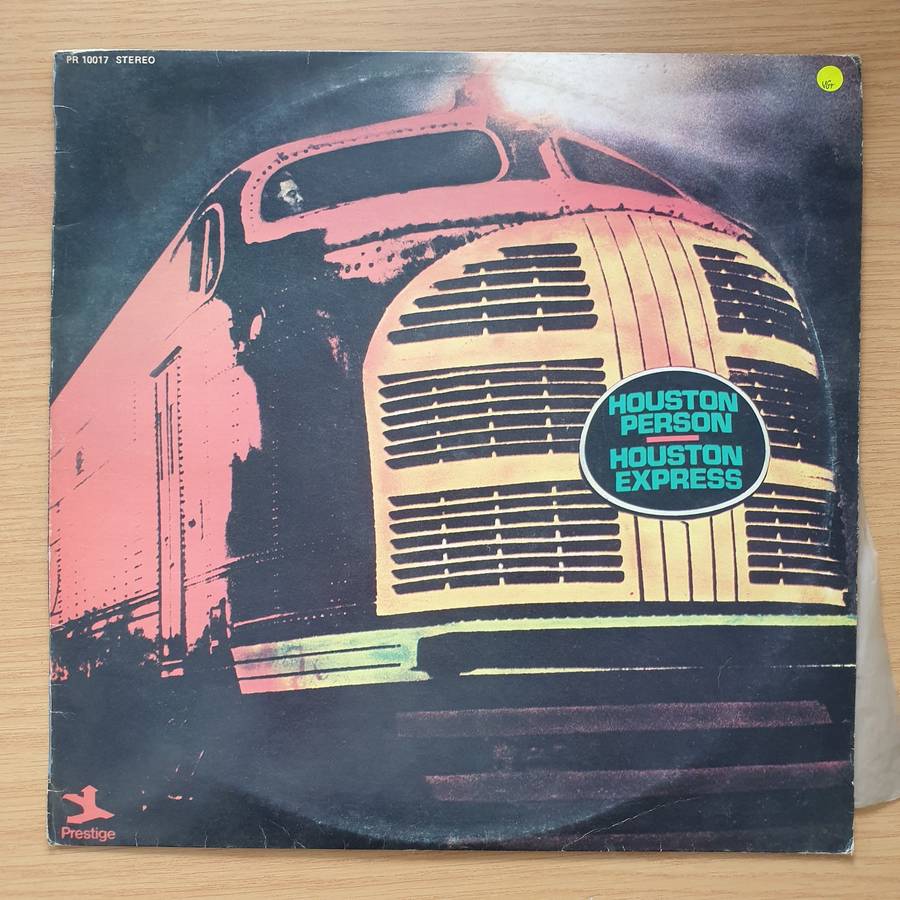 PR 10017 STEREO
VG+
HOUSTON
PERSON
HOUSTON
EXPRESS
Prestige